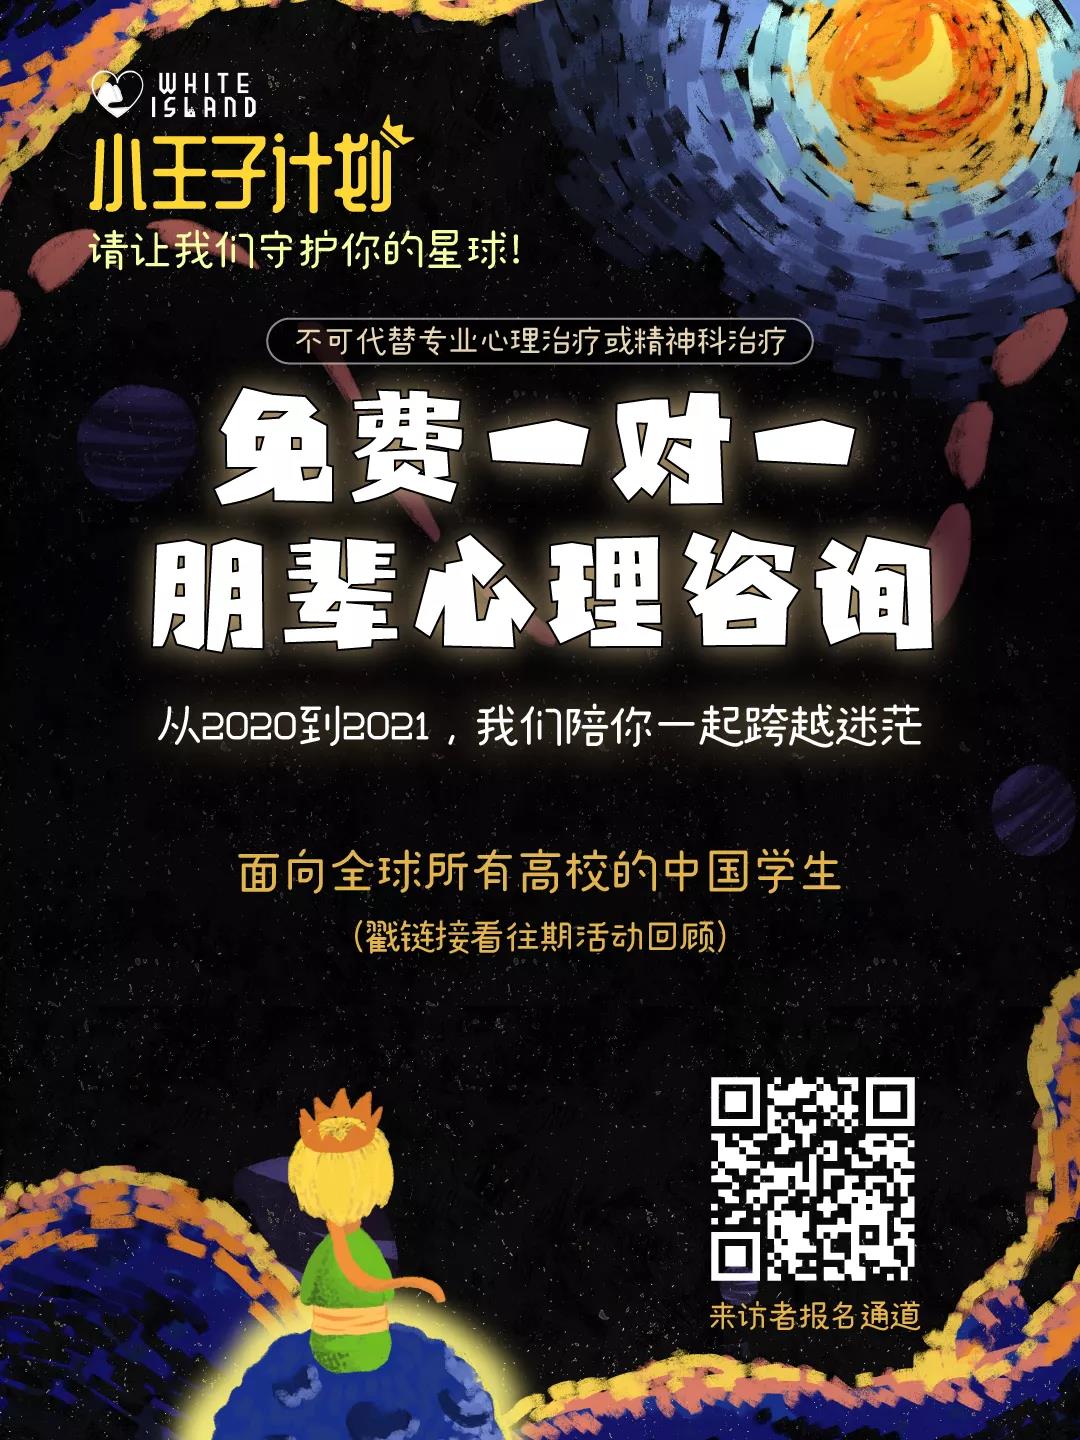 WHITE
ISLAND
小王子计划
请让我们守护你的星球!
不可代替专业心理治疗或精神科治疗
免费一对一
朋辈心理咨询
从2020到2021，我们陪你一起跨越迷茫
面向全球所有高校的中国学生
(戳链接看往期活动回顾)
来访者报名通道